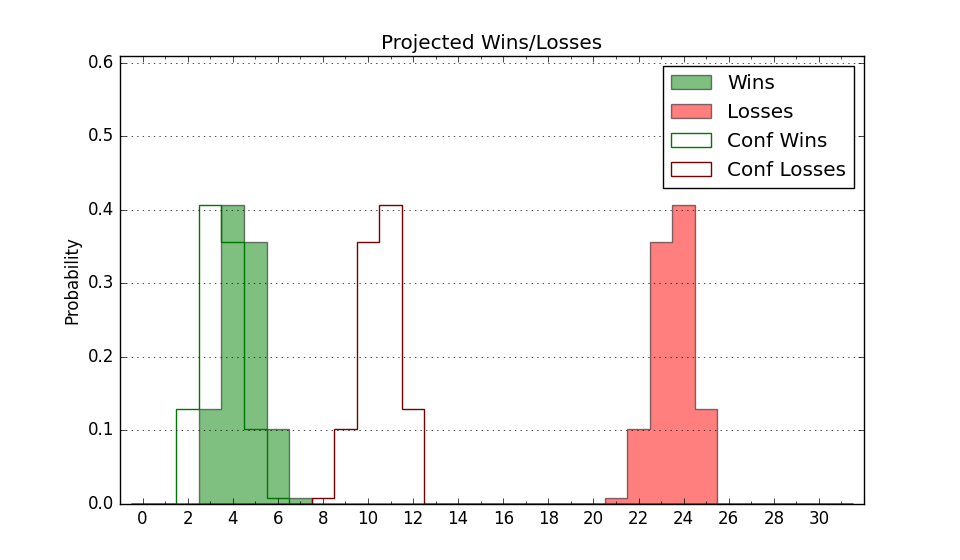 Projected Wins/Losses
Wins
Losses
Conf Wins
Conf Losses
Probability
0.6
0.5
0.4
0.3
0.2
0.1
0.0
0 2 4 6 8 10 12 14 16 18 20 22 24 26 28 30